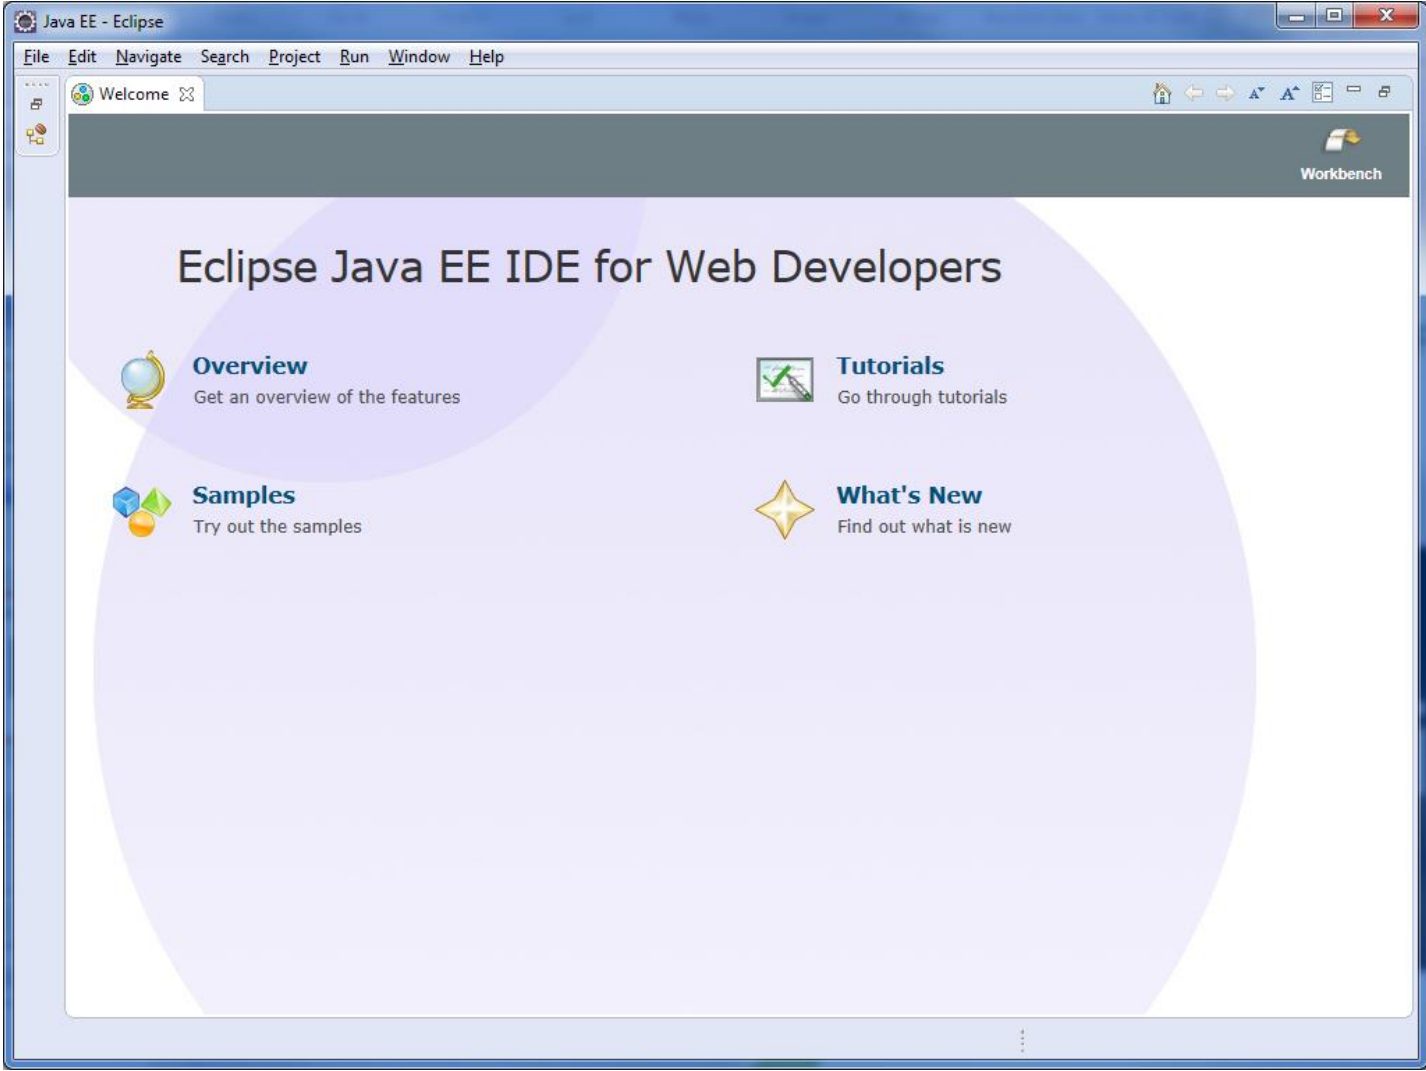 Java EE - Eclipse
File Edit Navigate Search Project Run Window Help
Welcome
Workbench
Eclipse Java EE IDE for Web Developers
Overview
Get an overview of the features
Tutorials
Go through tutorials
Samples
Try out the samples
What's New
Find out what is new